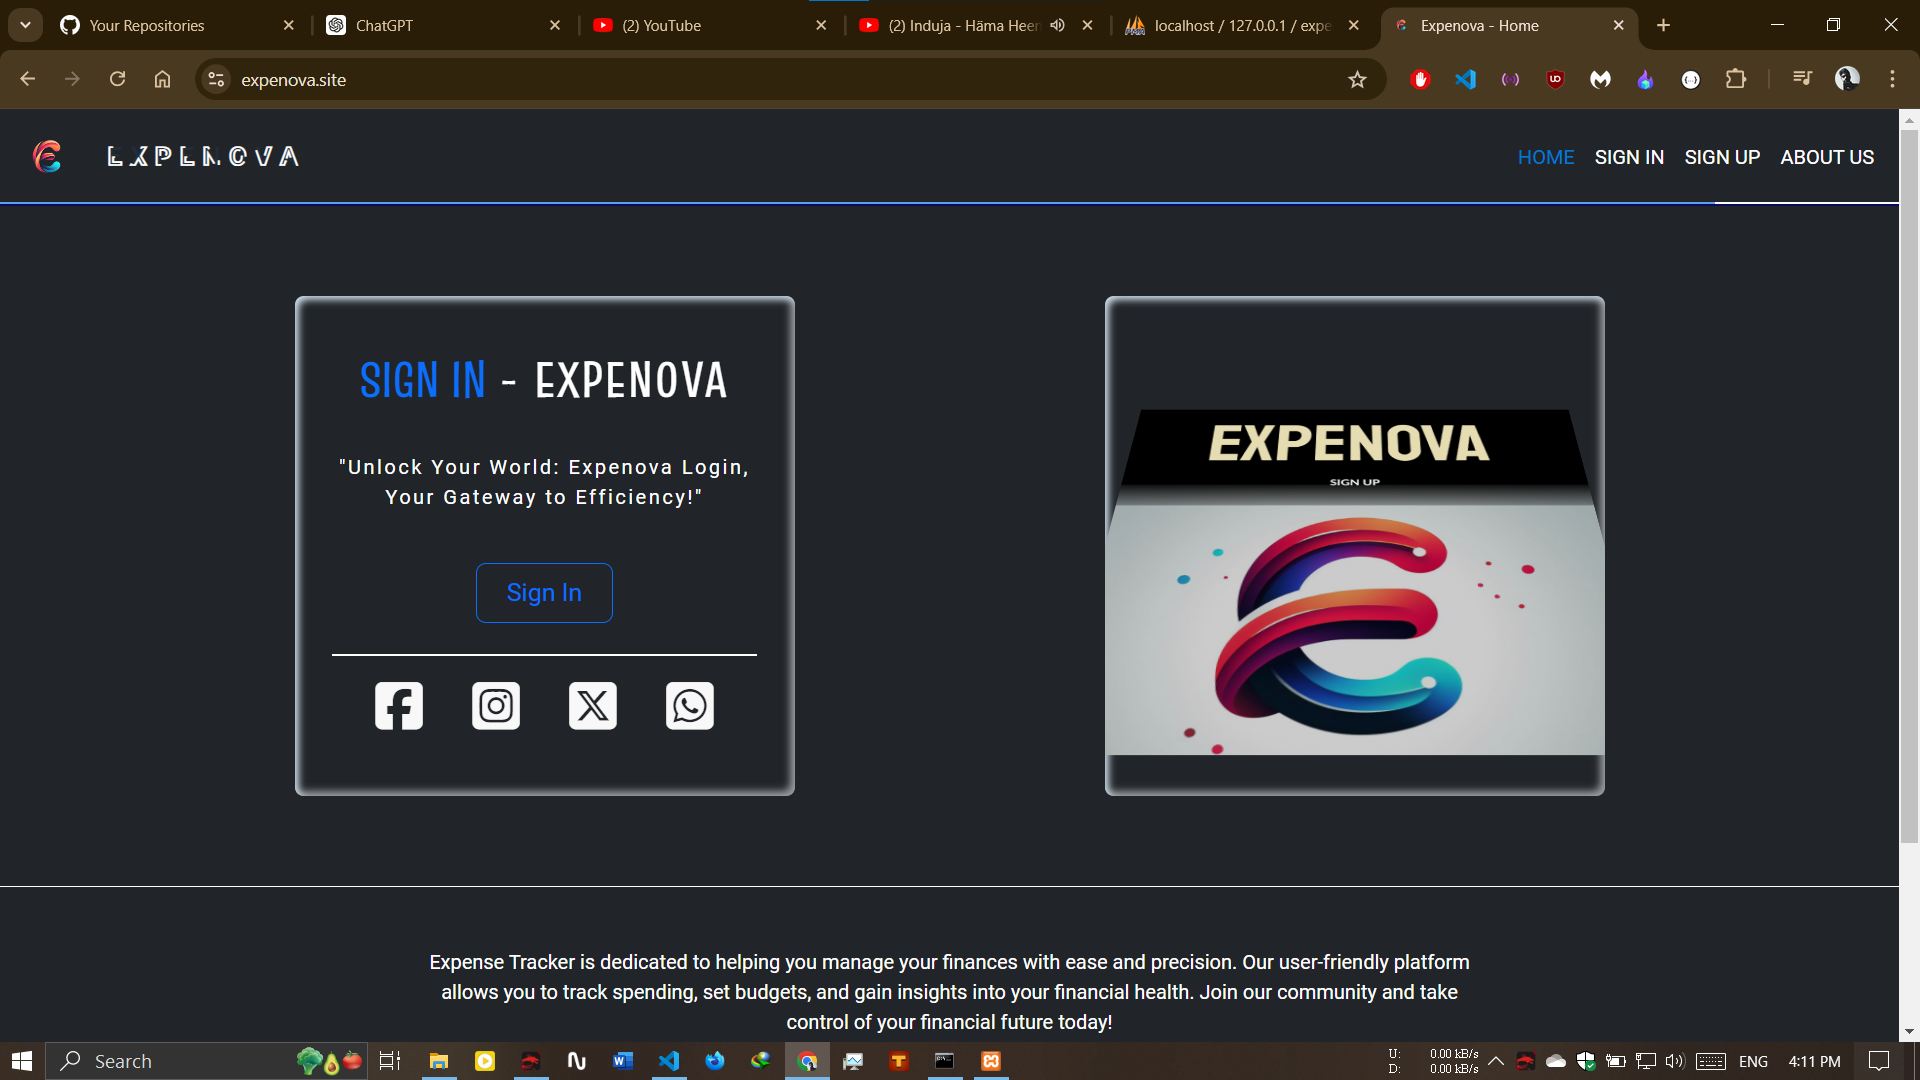 Your Repositories
ChatGPT
(2) YouTube
(2) Induja - Häma Heen
localhost / 127.0.0.1 / expe
Expenova - Home
expenova.site
EXPENOVA
HOME SIGN IN SIGN UP ABOUT US
SIGN IN - EXPENOVA
"Unlock Your World: Expenova Login,
Your Gateway to Efficiency!"
Sign In
EXPENOVA
SIGN UP
Expense Tracker is dedicated to helping you manage your finances with ease and precision. Our user-friendly platform
allows you to track spending, set budgets, and gain insights into your financial health. Join our community and take
control of your financial future today!
Search
U: 0.00 kB/s
D: 0.00 kB/s
ENG
4:11 PM